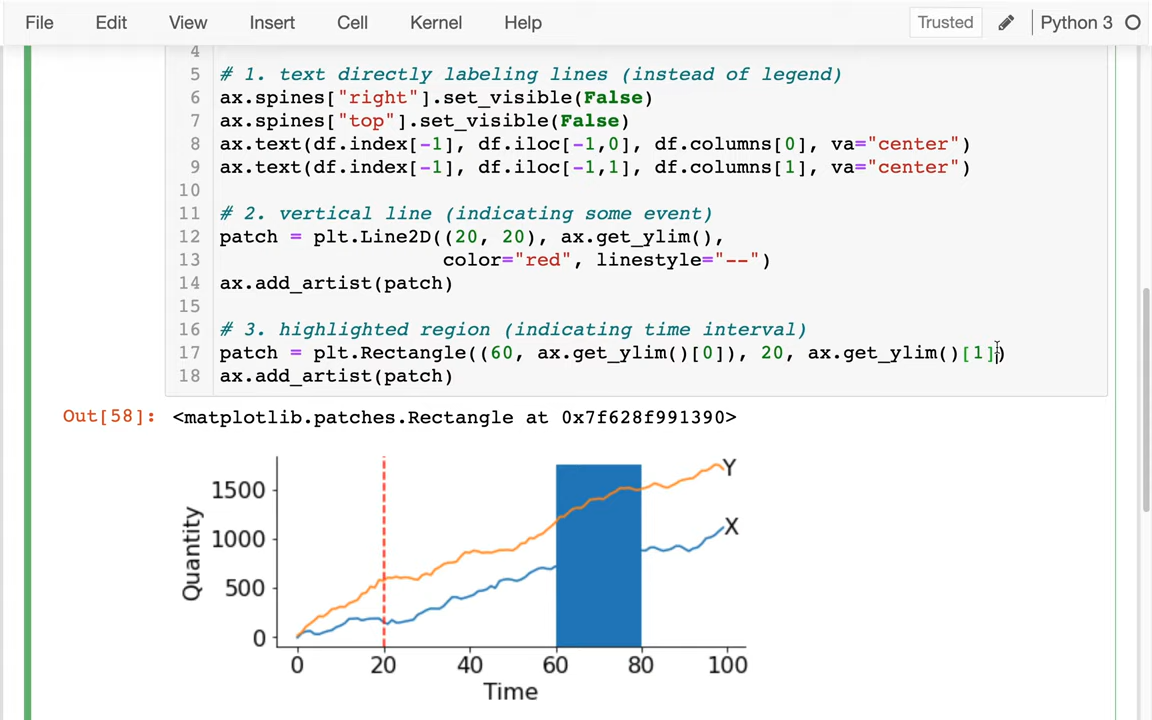 File Edit View Insert Cell Kernel Help Trusted Python 3
4
5 # 1. text directly labeling lines (instead of legend)
6 ax.spines["right"].set_visible(False)
7 ax.spines["top"].set_visible(False)
8 ax.text(df.index[-1], df.iloc[-1,0], df.columns[0], va="center")
9 ax.text(df.index[-1], df.iloc[-1,1], df.columns[1], va="center")
10
11 # 2. vertical line (indicating some event)
12 patch = plt.Line2D((20, 20), ax.get_ylim(),
13 color="red", linestyle="--")
14 ax.add_artist(patch)
15
16 # 3. highlighted region (indicating time interval)
17 patch = plt.Rectangle((60, ax.get_ylim()[0]), 20, ax.get_ylim()[1])
18 ax.add_artist(patch)
Out[58]: <matplotlib.patches.Rectangle at 0x7f628f991390>
Y
1500
X
1000
Quantity
500
0
0 20 40 60 80 100
Time